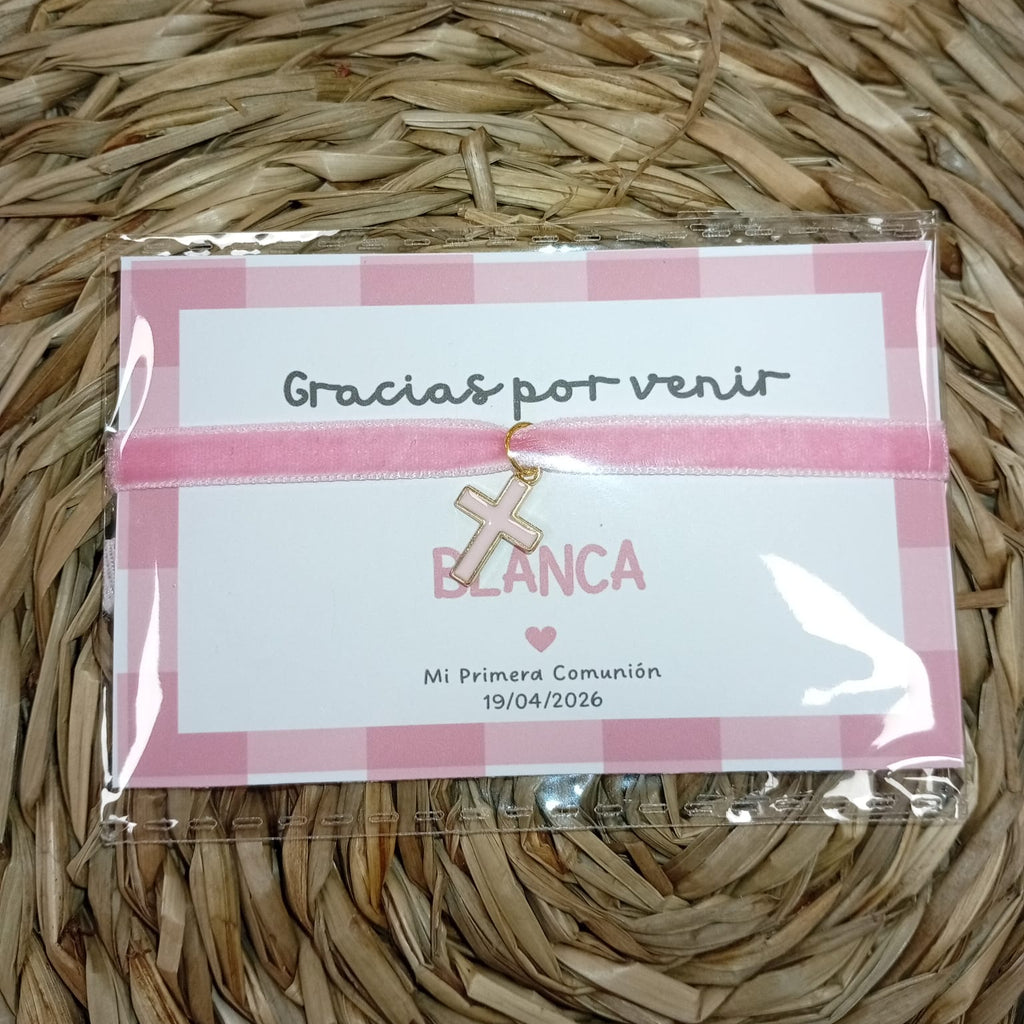 Gracias por venir
BLANCA
Mi Primera Comunión
19/04/2026